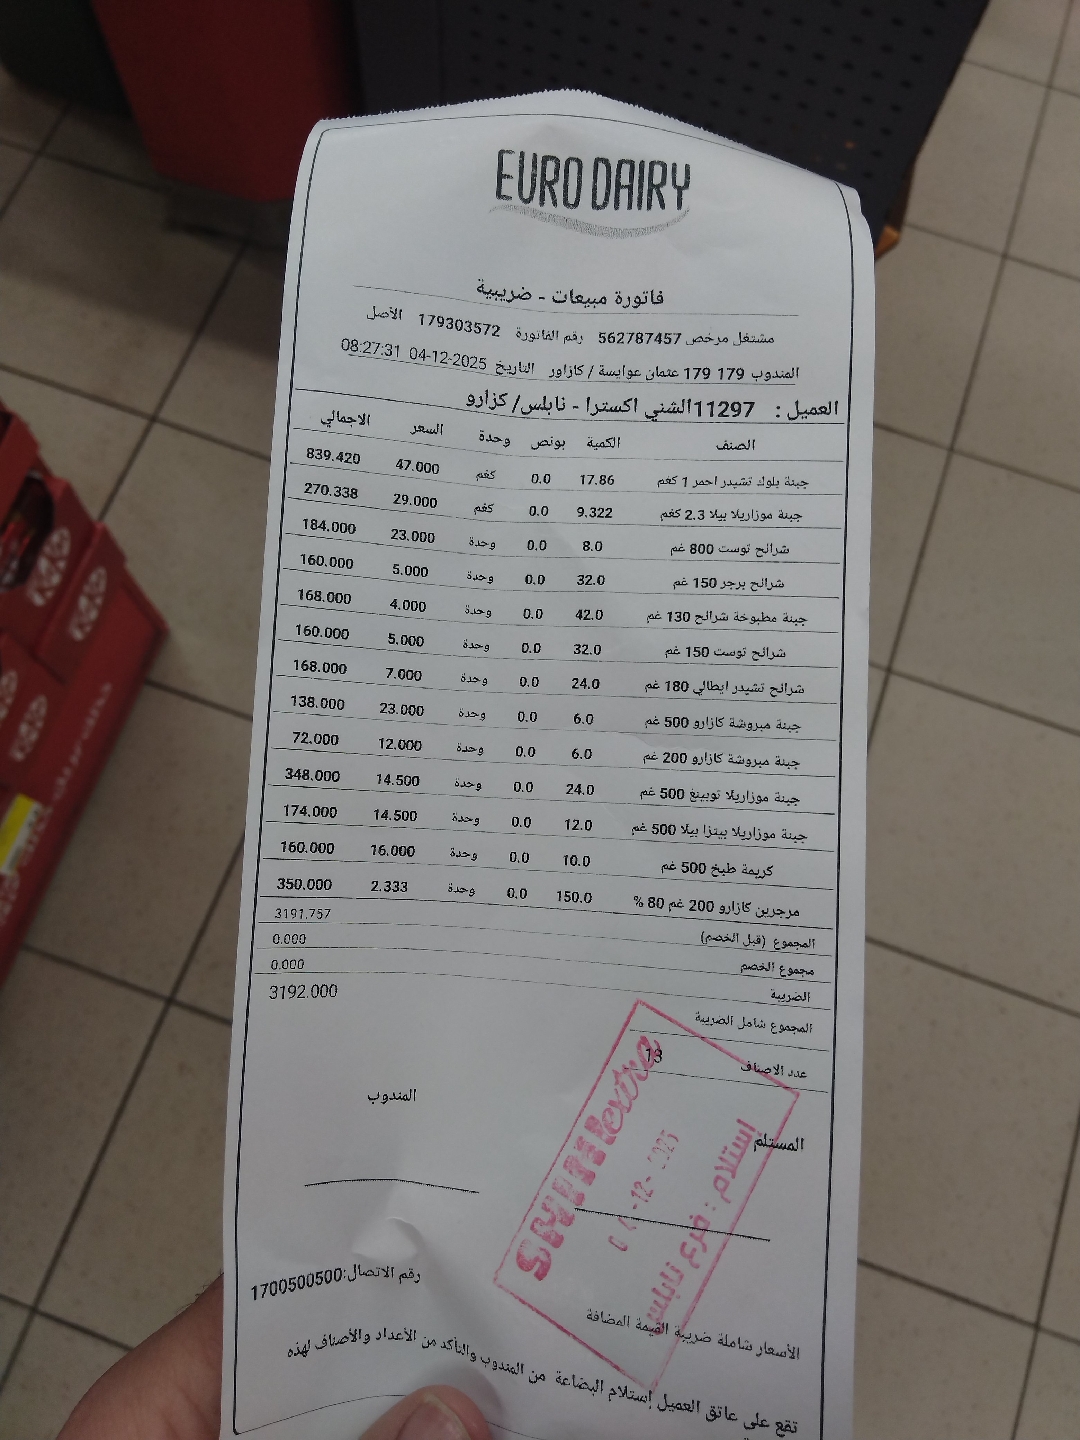 EURO DAIRY
فاتورة مبيعات - ضريبية
مشتغل مرخص 562787457 رقم الفاتورة 179303572 الأصل
المندوب 179 179 عثمان عوايسة / كازاور التاريخ 04-12-2025 08:27:31
العميل : 11297الشني اكسترا - نابلس/ كزارو
الصنف الكمية بونص وحدة السعر الاجمالي
جبنة بلوك تشيدر احمر 1 كغم 17.86 0.0 كغم 47.000 839.420
جبنة موزاريلا بيلا 2.3 كغم 9.322 0.0 كغم 29.000 270.338
شرائح توست 800 غم 8.0 0.0 وحدة 23.000 184.000
شرائح برجر 150 غم 32.0 0.0 وحدة 5.000 160.000
جبنة مطبوخة شرائح 130 غم 42.0 0.0 وحدة 4.000 168.000
شرائح توست 150 غم 32.0 0.0 وحدة 5.000 160.000
شرائح تشيدر ايطالي 180 غم 24.0 0.0 وحدة 7.000 168.000
جبنة مبروشة كازارو 500 غم 6.0 0.0 وحدة 23.000 138.000
جبنة مبروشة كازارو 200 غم 6.0 0.0 وحدة 12.000 72.000
جبنة موزاريلا توبينغ 500 غم 24.0 0.0 وحدة 14.500 348.000
جبنة موزاريلا بيتزا بيلا 500 غم 12.0 0.0 وحدة 14.500 174.000
كريمة طبخ 500 غم 10.0 0.0 وحدة 16.000 160.000
مرجرين كازارو 200 غم 80 % 150.0 0.0 وحدة 2.333 350.000
المجموع (قبل الخصم) 3191.757
مجموع الخصم 0.000
الضريبة 0.000
المجموع شامل الضريبة 3192.000
عدد الاصناف 13
المستلم المندوب
extra
إستلام : فرع نابلس
رقم الاتصال:1700500500
الأسعار شاملة ضريبة القيمة المضافة
تقع على عاتق العميل إستلام البضاعة من المندوب والتأكد من الأعداد والأصناف لهذه